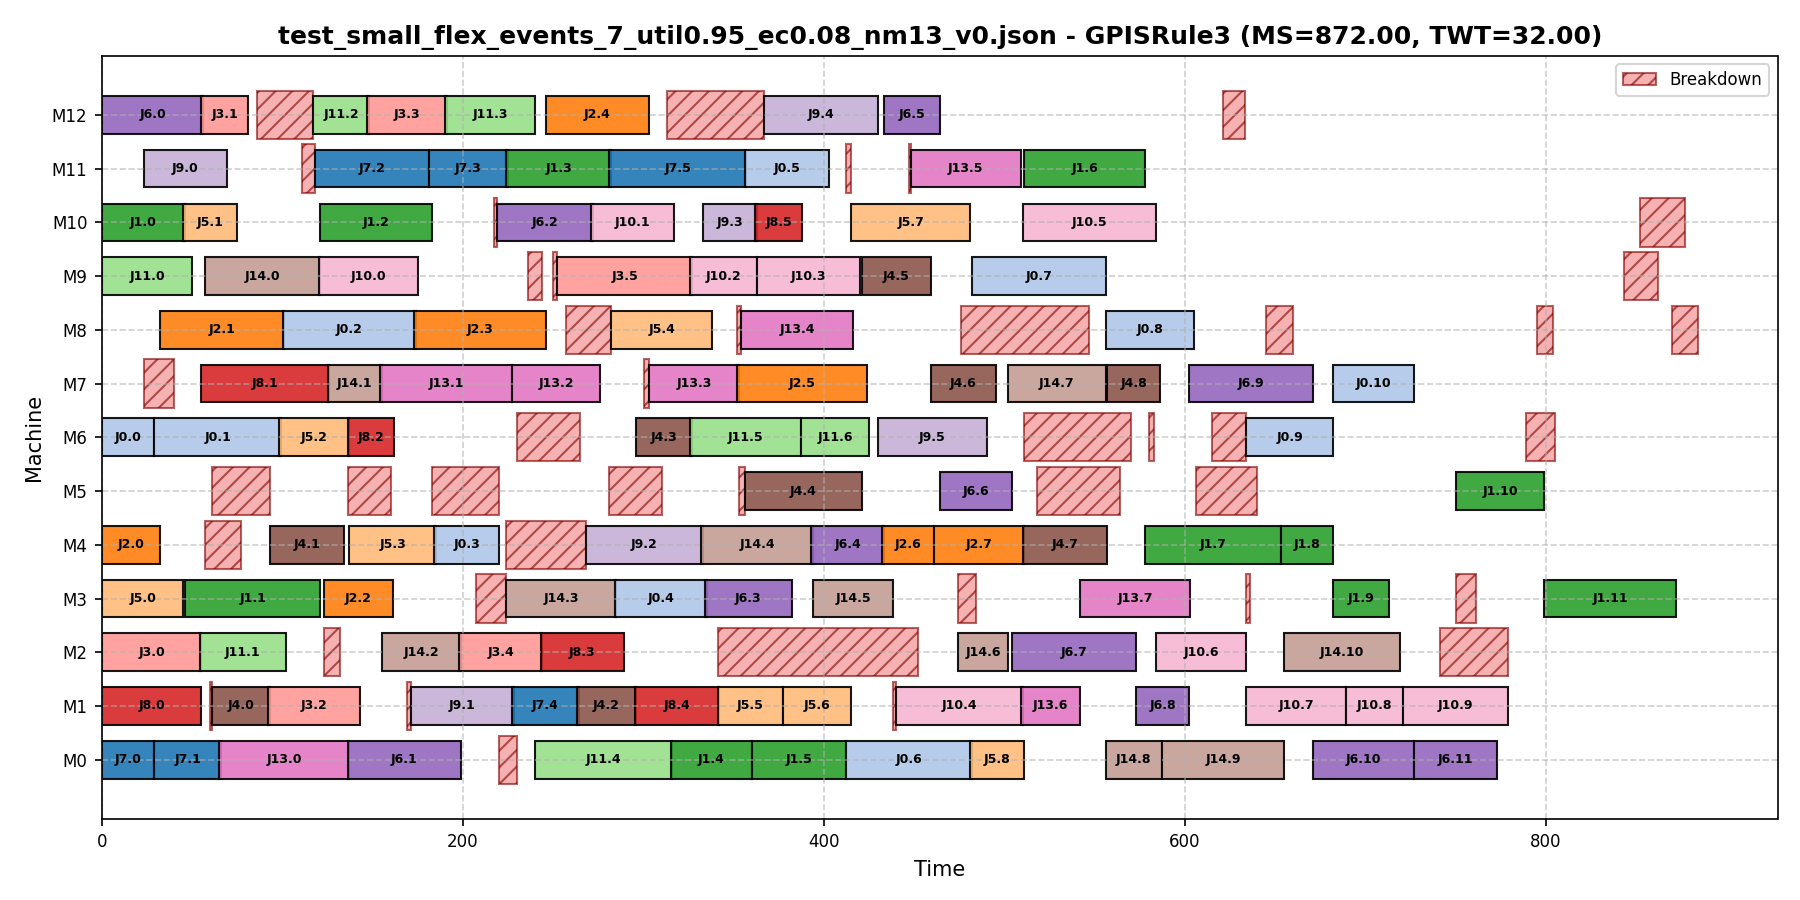 test_small_flex_events_7_util0.95_ec0.08_nm13_v0.json - GPISRule3 (MS=872.00, TWT=32.00)
Breakdown
M12 J6.0 J3.1 J11.2 J3.3 J11.3 J2.4 J9.4 J6.5
M11 J9.0 J7.2 J7.3 J1.3 J7.5 J0.5 J13.5 J1.6
M10 J1.0 J5.1 J1.2 J6.2 J10.1 J9.3 J8.5 J5.7 J10.5
M9 J11.0 J14.0 J10.0 J3.5 J10.2 J10.3 J4.5 J0.7
M8 J2.1 J0.2 J2.3 J5.4 J13.4 J0.8
M7 J8.1 J14.1 J13.1 J13.2 J13.3 J2.5 J4.6 J14.7 J4.8 J6.9 J0.10
M6 J0.0 J0.1 J5.2 J8.2 J4.3 J11.5 J11.6 J9.5 J0.9
M5 J4.4 J6.6 J1.10
M4 J2.0 J4.1 J5.3 J0.3 J9.2 J14.4 J6.4 J2.6 J2.7 J4.7 J1.7 J1.8
M3 J5.0 J1.1 J2.2 J14.3 J0.4 J6.3 J14.5 J13.7 J1.9 J1.11
M2 J3.0 J11.1 J14.2 J3.4 J8.3 J14.6 J6.7 J10.6 J14.10
M1 J8.0 J4.0 J3.2 J9.1 J7.4 J4.2 J8.4 J5.5 J5.6 J10.4 J13.6 J6.8 J10.7 J10.8 J10.9
M0 J7.0 J7.1 J13.0 J6.1 J11.4 J1.4 J1.5 J0.6 J5.8 J14.8 J14.9 J6.10 J6.11
Machine
0 200 400 600 800
Time